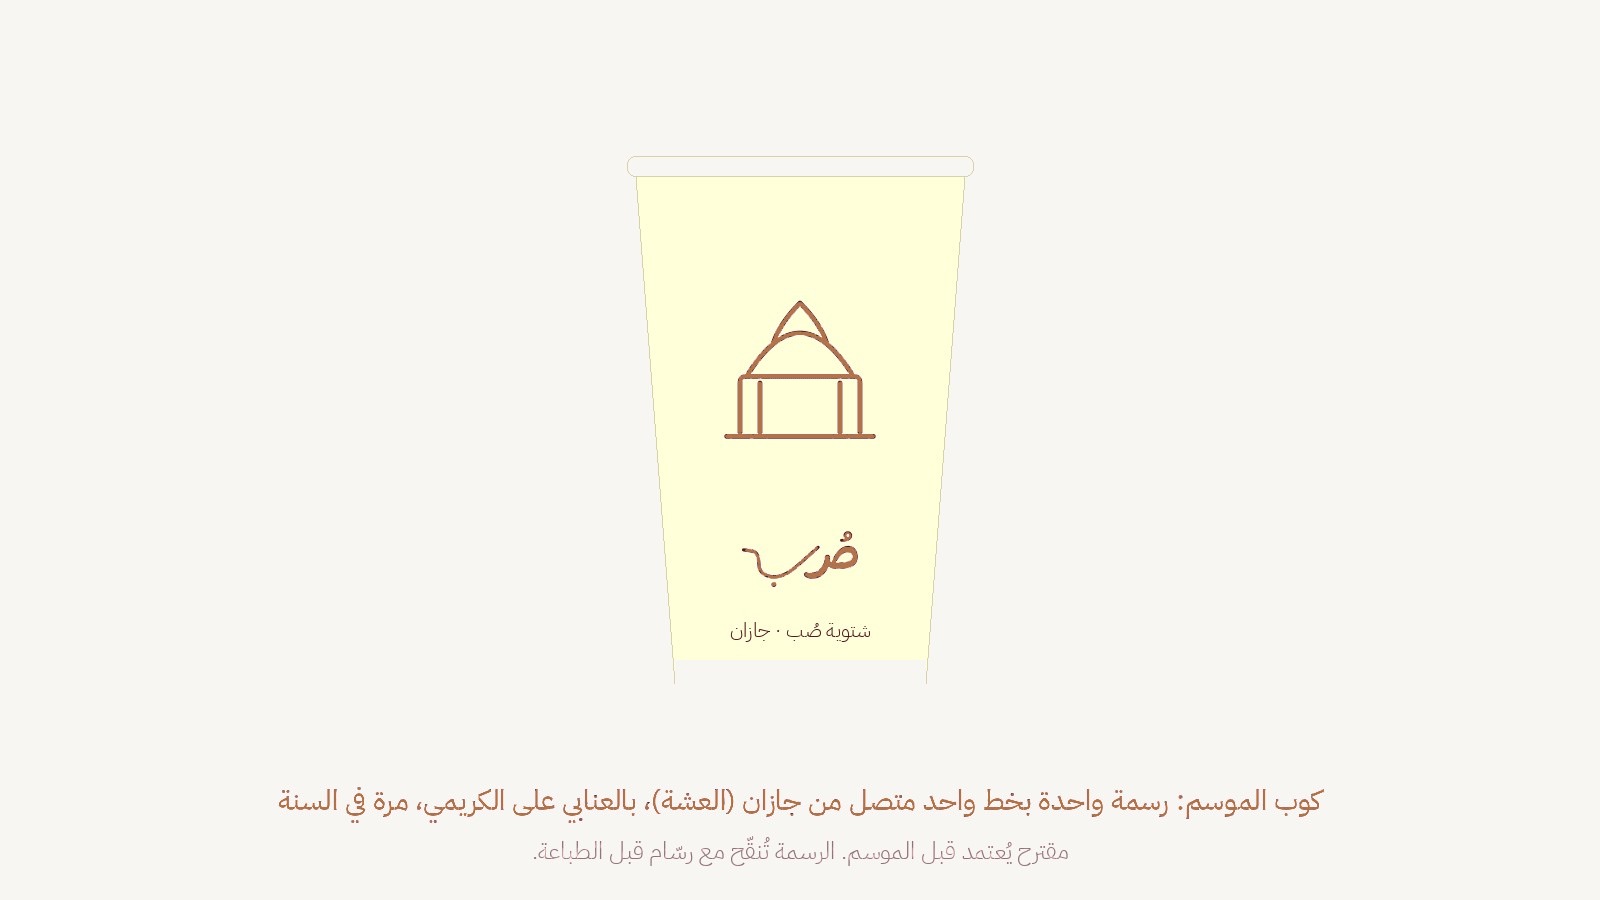 صُب
شتوية صُب · جازان
كوب الموسم: رسمة واحدة بخط واحد متصل من جازان (العشة)، بالعنابي على الكريمي، مرة في السنة
مقترح يُعتمد قبل الموسم. الرسمة تُنقّح مع رسّام قبل الطباعة.